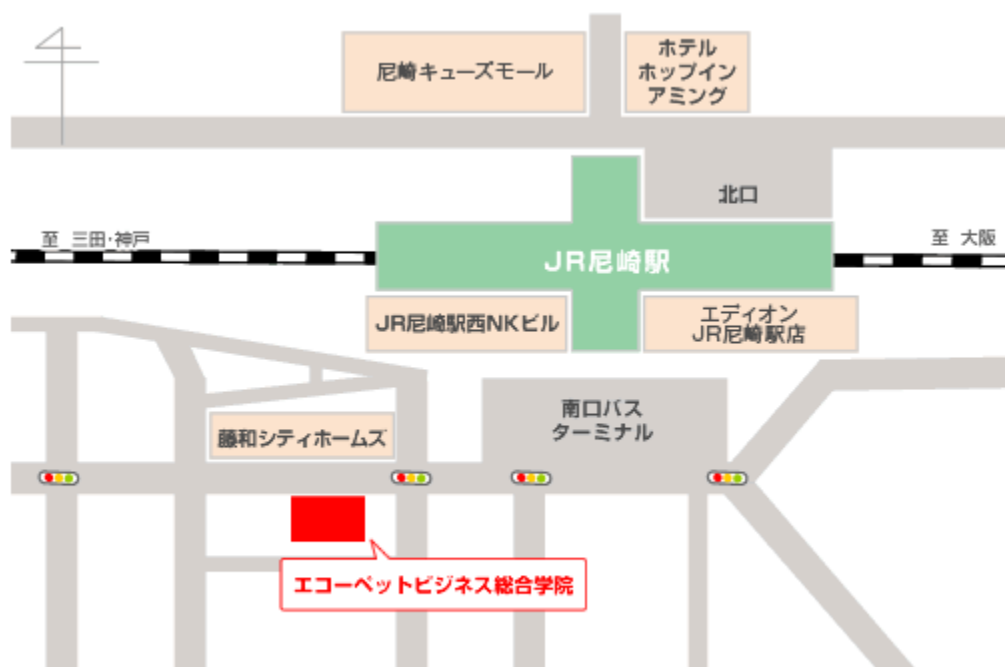 尼崎キューズモール
ホテル
ホップイン
アミング
北口
至 三田・神戸
JR尼崎駅
至 大阪
JR尼崎駅西NKビル
エディオン
JR尼崎駅店
南口バス
ターミナル
藤和シティホームズ
エコーペットビジネス総合学院